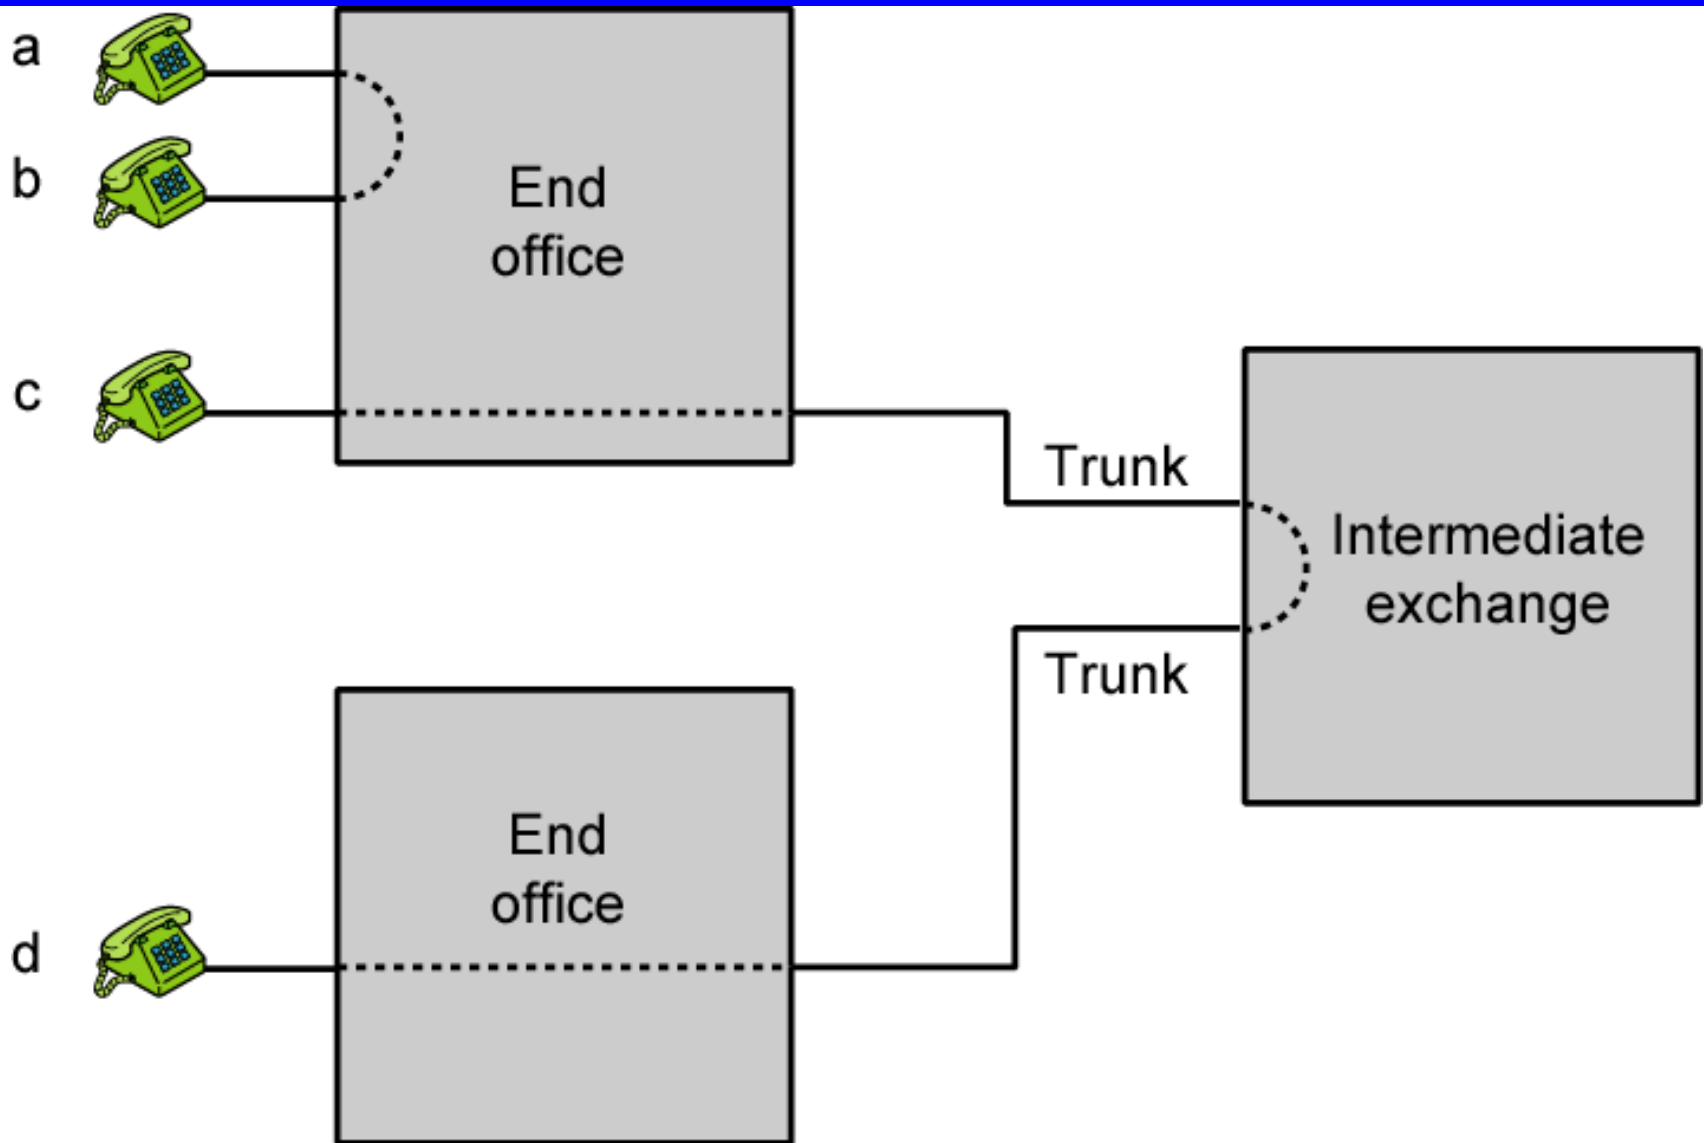 a
b
End
office
c
Trunk
Intermediate
exchange
Trunk
End
office
d